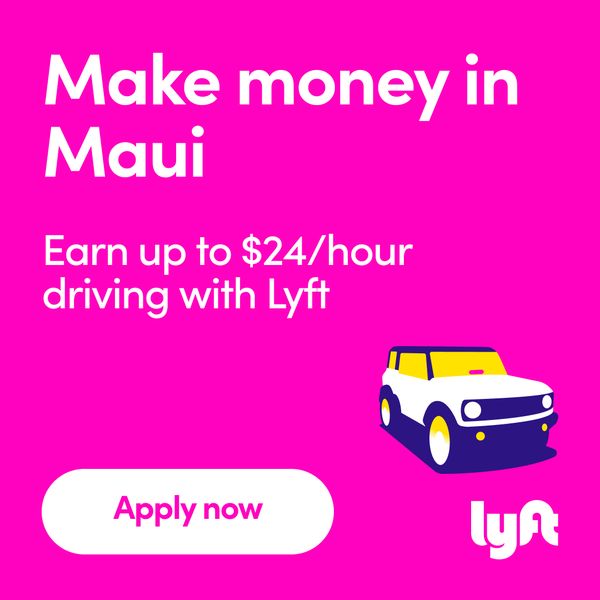 Make money in
Maui
Earn up to $24/hour
driving with Lyft
Apply now
lyft